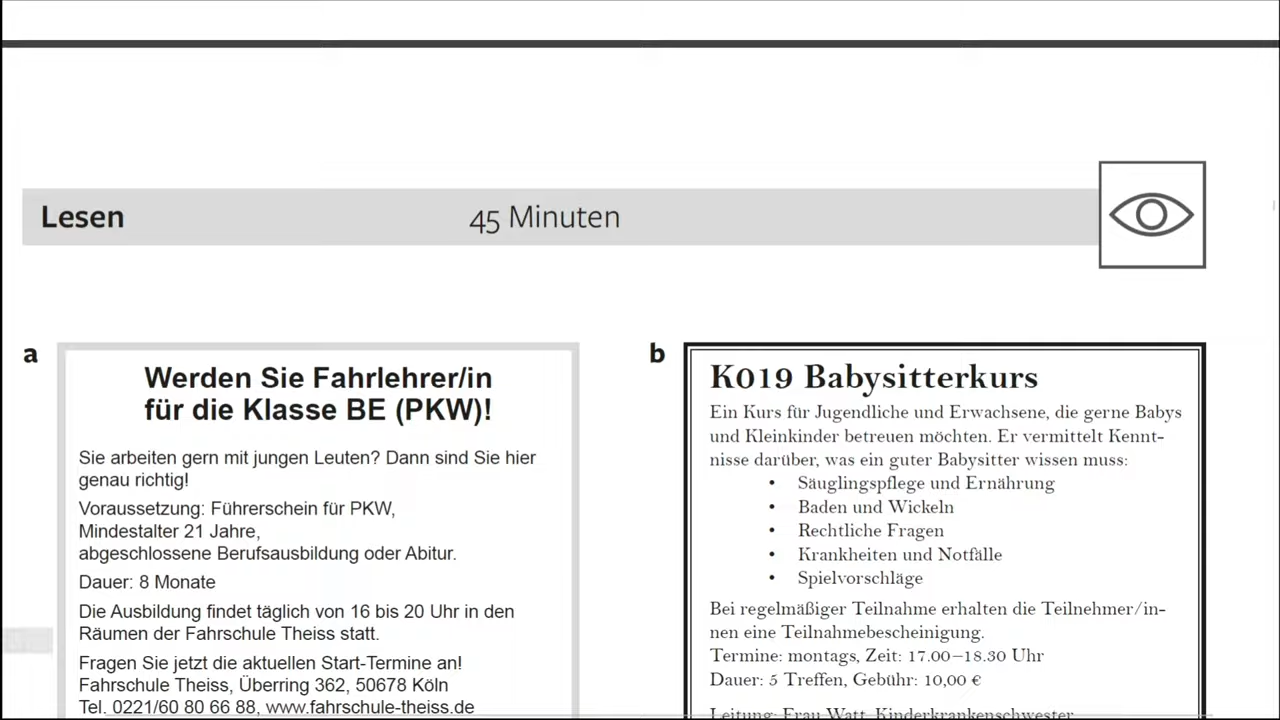 Lesen
45 Minuten
a
Werden Sie Fahrlehrer/in
für die Klasse BE (PKW)!
Sie arbeiten gern mit jungen Leuten? Dann sind Sie hier
genau richtig!
Voraussetzung: Führerschein für PKW,
Mindestalter 21 Jahre,
abgeschlossene Berufsausbildung oder Abitur.
Dauer: 8 Monate
Die Ausbildung findet täglich von 16 bis 20 Uhr in den
Räumen der Fahrschule Theiss statt.
Fragen Sie jetzt die aktuellen Start-Termine an!
Fahrschule Theiss, Überring 362, 50678 Köln
Tel. 0221/60 80 66 88, www.fahrschule-theiss.de
b
K019 Babysitterkurs
Ein Kurs für Jugendliche und Erwachsene, die gerne Babys
und Kleinkinder betreuen möchten. Er vermittelt Kennt-
nisse darüber, was ein guter Babysitter wissen muss:
• Säuglingspflege und Ernährung
• Baden und Wickeln
• Rechtliche Fragen
• Krankheiten und Notfälle
• Spielvorschläge
Bei regelmäßiger Teilnahme erhalten die Teilnehmer/in-
nen eine Teilnahmebescheinigung.
Termine: montags, Zeit: 17.00–18.30 Uhr
Dauer: 5 Treffen, Gebühr: 10,00 €
Leitung: Frau Watt, Kinderkrankenschwester